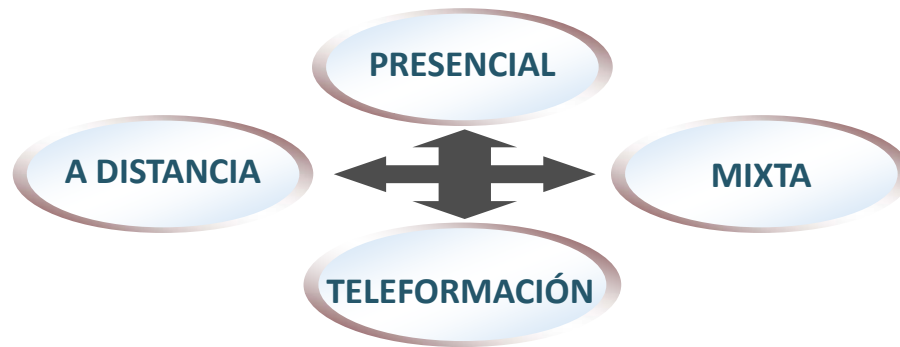 PRESENCIAL
A DISTANCIA
MIXTA
TELEFORMACIÓN